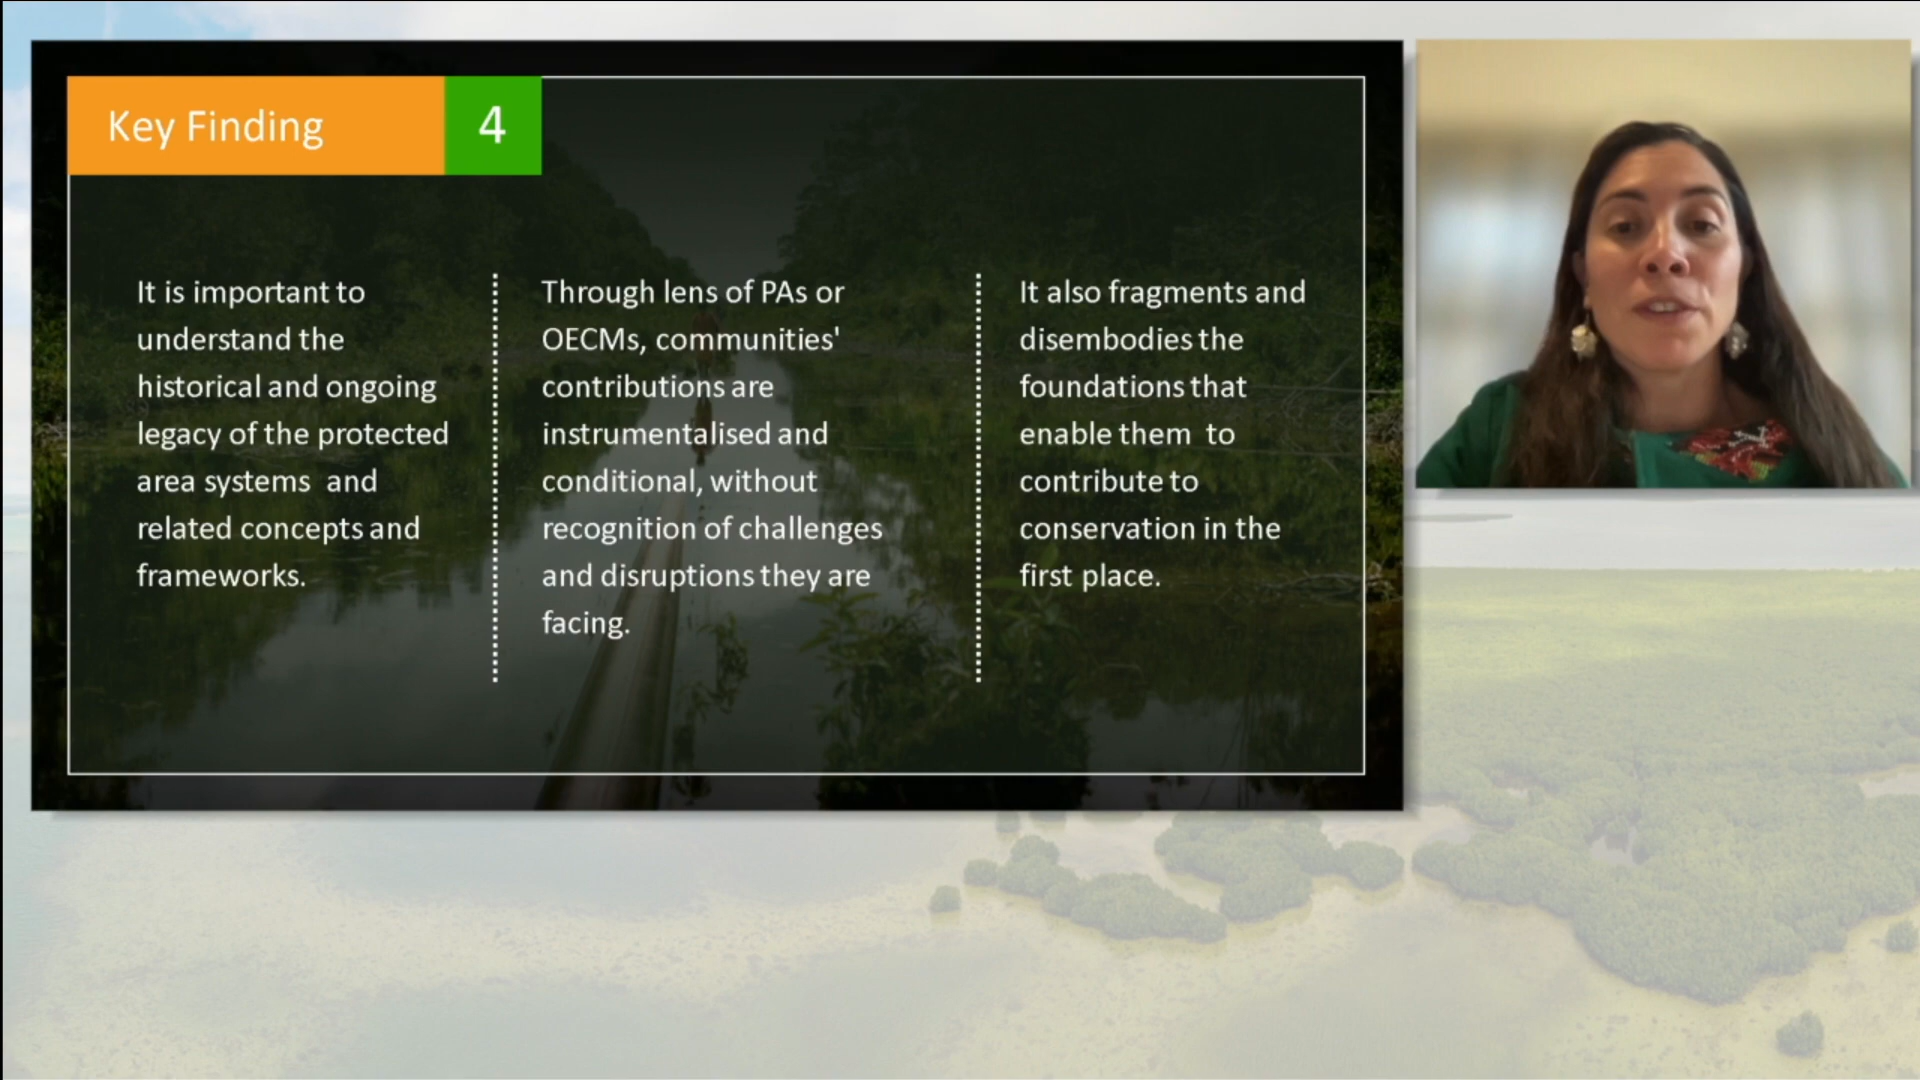 Key Finding 4
It is important to
understand the
historical and ongoing
legacy of the protected
area systems and
related concepts and
frameworks.
Through lens of PAs or
OECMs, communities'
contributions are
instrumentalised and
conditional, without
recognition of challenges
and disruptions they are
facing.
It also fragments and
disembodies the
foundations that
enable them to
contribute to
conservation in the
first place.